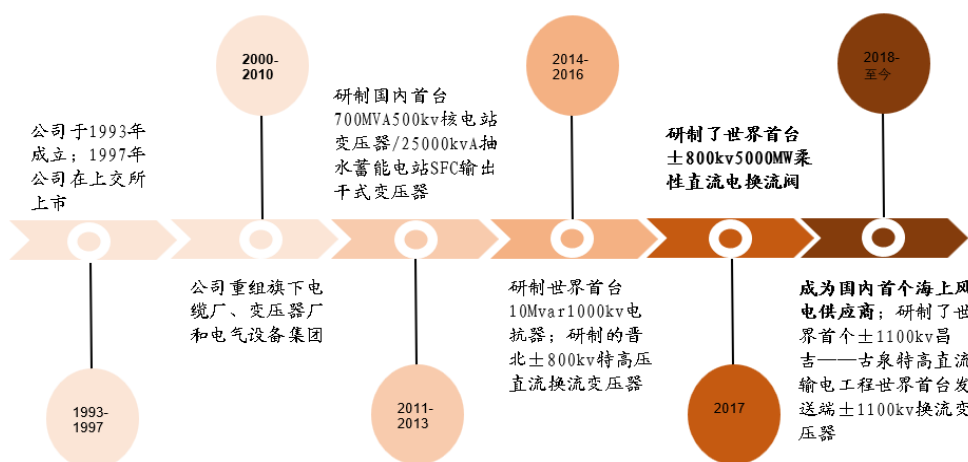 1993-
1997
公司于1993年
成立；1997年
公司在上交所
上市
2000-
2010
公司重组旗下电
缆厂、变压器厂
和电气设备集团
2011-
2013
研制国内首台
700MVA500kv核电站
变压器/25000kvA抽
水蓄能电站SFC输出
干式变压器
2014-
2016
研制世界首台
10Mvar1000kv电
抗器；研制的晋
北±800kv特高压
直流换流变压器
2017
研制了世界首台
±800kv5000MW柔
性直流电换流阀
2018-
至今
成为国内首个海上风
电供应商；研制了世
界首个±1100kv昌
吉——古泉特高直流
输电工程世界首台发
送端±1100kv换流变
压器